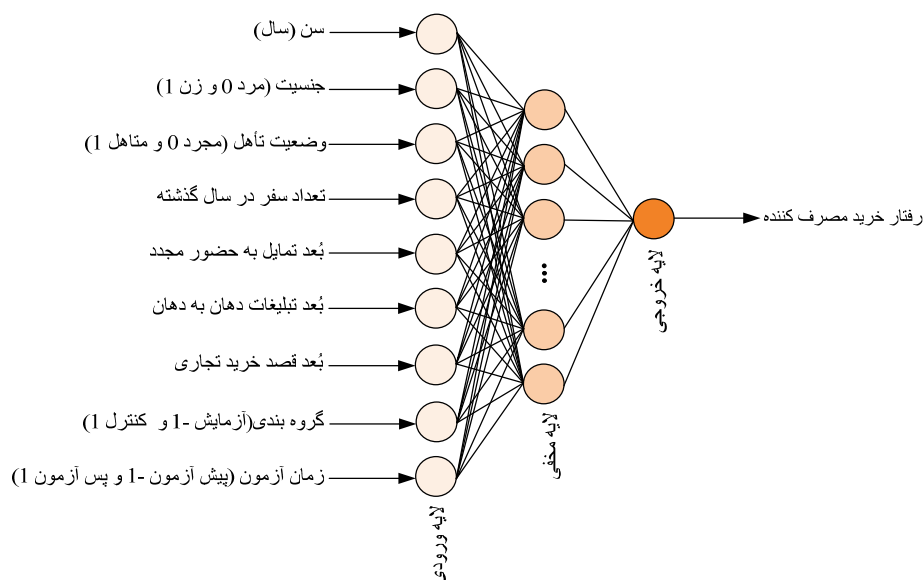 سن (سال)
جنسیت (مرد 0 و زن 1)
وضعیت تأهل (مجرد 0 و متاهل 1)
تعداد سفر در سال گذشته
بُعد تمایل به حضور مجدد
بُعد تبلیغات دهان به دهان
بُعد قصد خرید تجاری
گروه بندی(آزمایش -1 و کنترل 1)
زمان آزمون (پیش آزمون -1 و پس آزمون 1)
لایه ورودی
لایه مخفی
...
لایه خروجی
رفتار خرید مصرف کننده